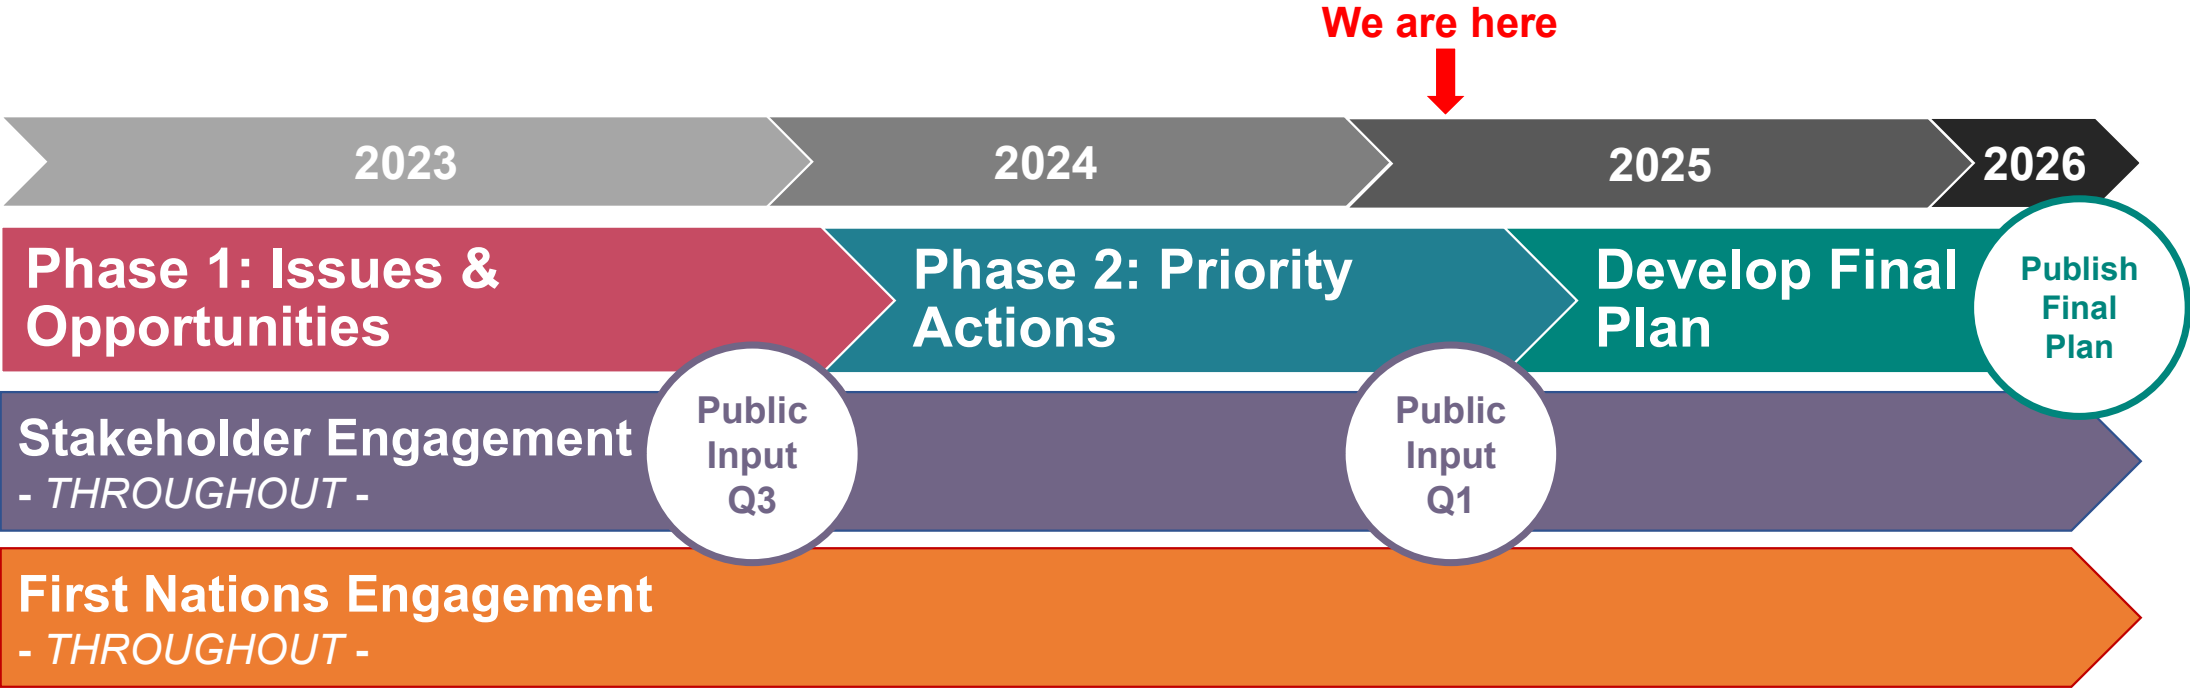 We are here
2023
2024
2025
2026
Phase 1: Issues &
Opportunities
Phase 2: Priority
Actions
Develop Final
Plan
Publish
Final
Plan
Stakeholder Engagement
- THROUGHOUT -
Public
Input
Q3
Public
Input
Q1
First Nations Engagement
- THROUGHOUT -